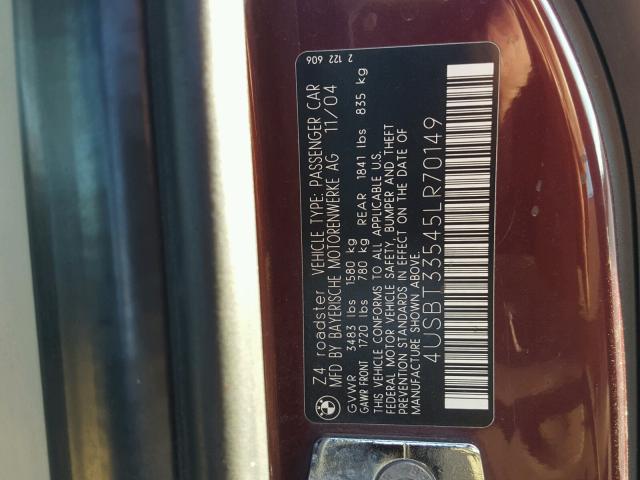 Z4 roadster VEHICLE TYPE: PASSENGER CAR
MFD BY BAYERISCHE MOTORENWERKE AG 11/04
GVWR 3483 lbs 1580 kg
GAWR FRONT 1720 lbs 780 kg REAR 1841 lbs 835 kg
THIS VEHICLE CONFORMS TO ALL APPLICABLE U.S.
FEDERAL MOTOR VEHICLE SAFETY, BUMPER AND THEFT
PREVENTION STANDARDS IN EFFECT ON THE DATE OF
MANUFACTURE SHOWN ABOVE.
4USBT33545LR70149
2 122 606